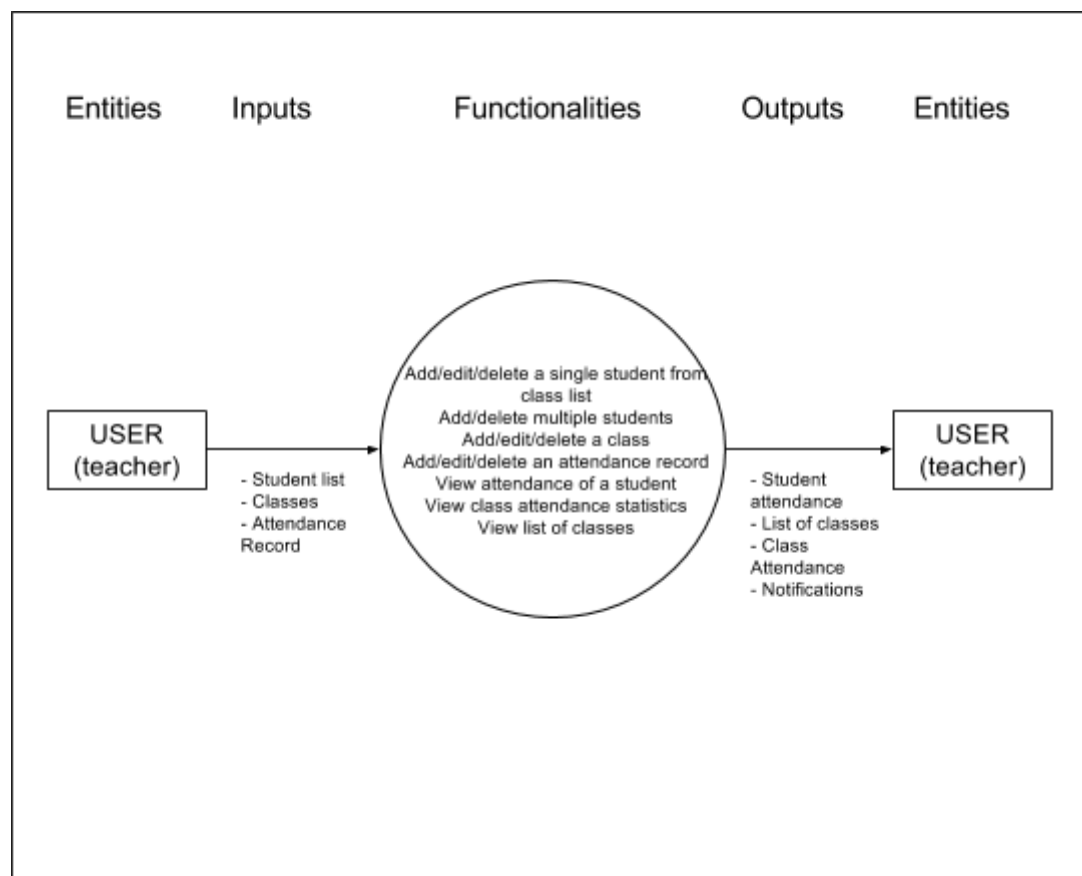 Entities
Inputs
Functionalities
Outputs
Entities
USER
(teacher)
- Student list
- Classes
- Attendance
Record
Add/edit/delete a single student from
class list
Add/delete multiple students
Add/edit/delete a class
Add/edit/delete an attendance record
View attendance of a student
View class attendance statistics
View list of classes
- Student
attendance
- List of classes
- Class
Attendance
- Notifications
USER
(teacher)